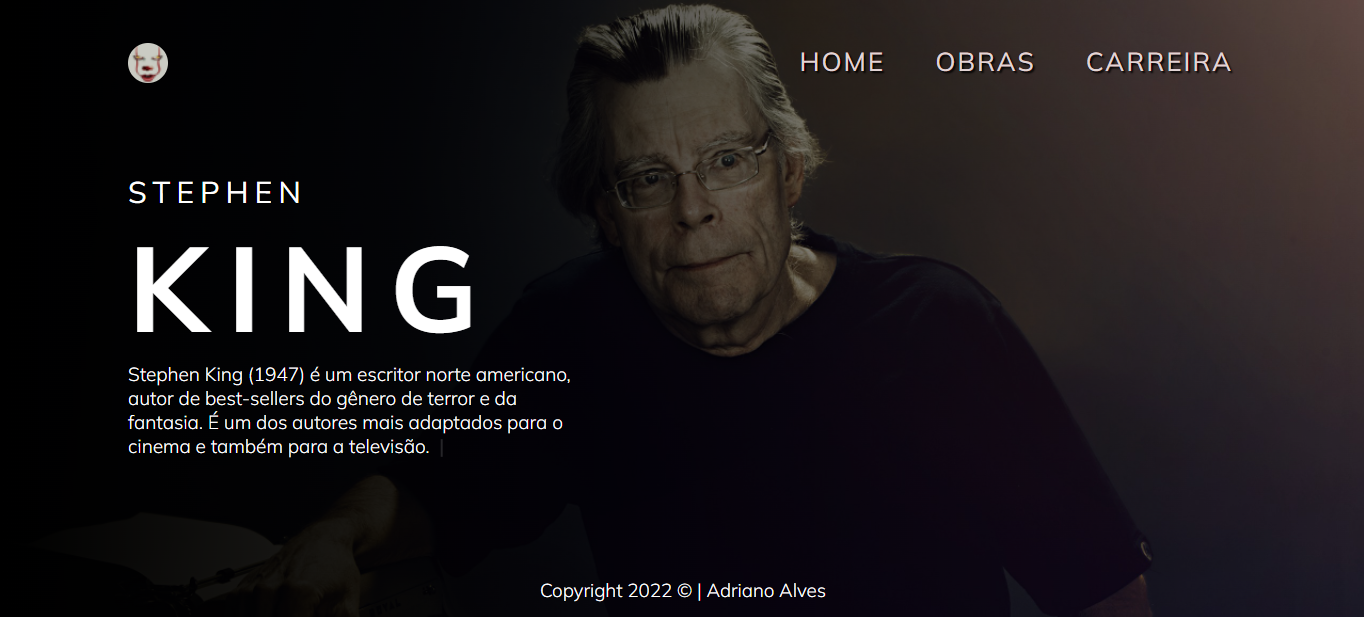 HOME OBRAS CARREIRA
STEPHEN
KING
Stephen King (1947) é um escritor norte americano,
autor de best-sellers do gênero de terror e da
fantasia. É um dos autores mais adaptados para o
cinema e também para a televisão. |
Copyright 2022 © | Adriano Alves